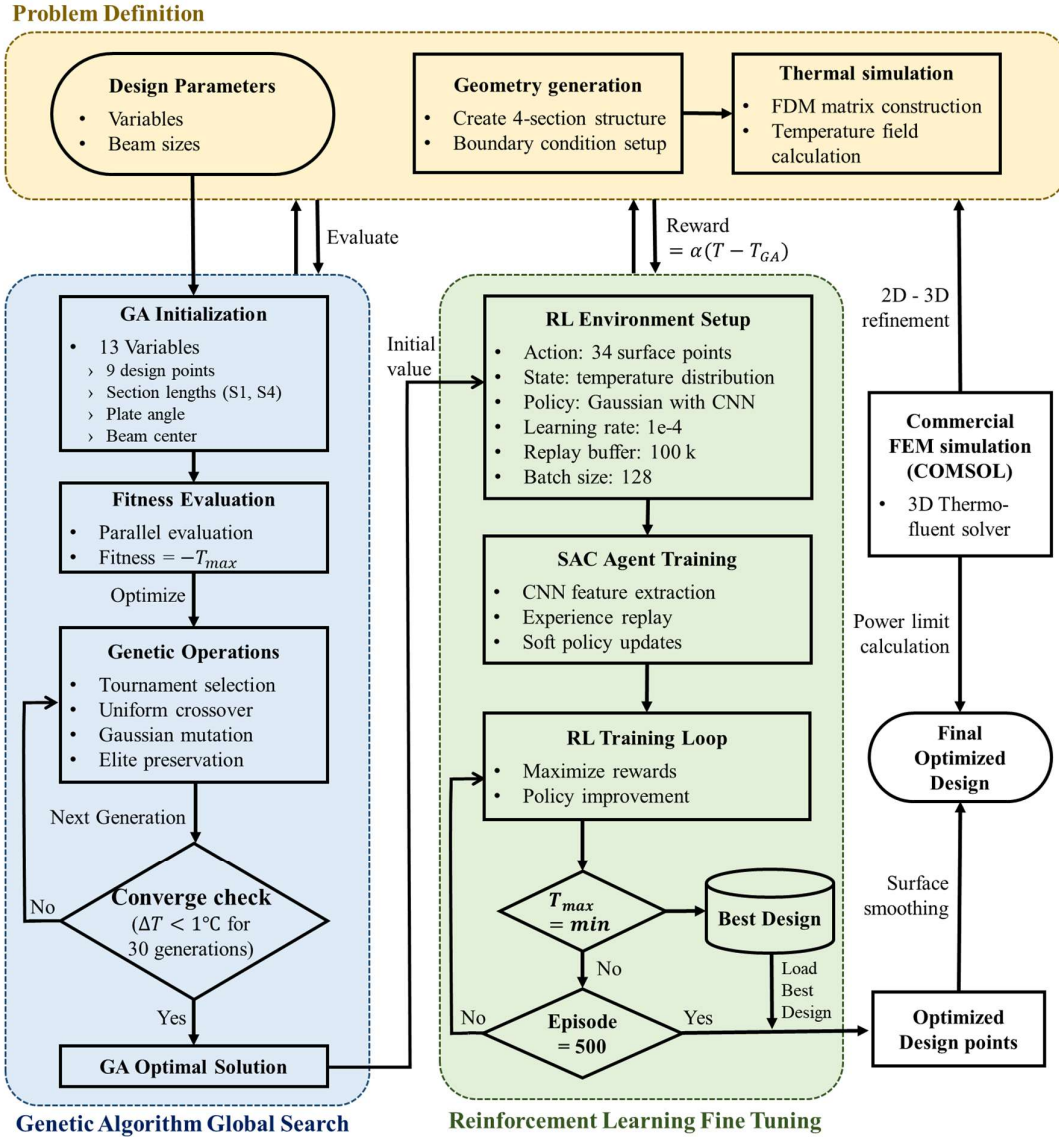 Problem Definition
Design Parameters
• Variables
• Beam sizes
Geometry generation
• Create 4-section structure
• Boundary condition setup
Thermal simulation
• FDM matrix construction
• Temperature field
calculation
Evaluate
Reward
= α(T − T_{GA})
2D - 3D
refinement
GA Initialization
• 13 Variables
› 9 design points
› Section lengths (S1, S4)
› Plate angle
› Beam center
Fitness Evaluation
• Parallel evaluation
• Fitness = −T_{max}
Optimize
Genetic Operations
• Tournament selection
• Uniform crossover
• Gaussian mutation
• Elite preservation
Next Generation
Converge check
(ΔT < 1℃ for
30 generations)
No
Yes
GA Optimal Solution
Genetic Algorithm Global Search
Initial
value
RL Environment Setup
• Action: 34 surface points
• State: temperature distribution
• Policy: Gaussian with CNN
• Learning rate: 1e-4
• Replay buffer: 100 k
• Batch size: 128
SAC Agent Training
• CNN feature extraction
• Experience replay
• Soft policy updates
RL Training Loop
• Maximize rewards
• Policy improvement
T_{max}
= min
Best Design
No
Load
Best
Design
Episode
= 500
No
Yes
Reinforcement Learning Fine Tuning
Commercial
FEM simulation
(COMSOL)
• 3D Thermo-
fluent solver
Power limit
calculation
Final
Optimized
Design
Surface
smoothing
Optimized
Design points